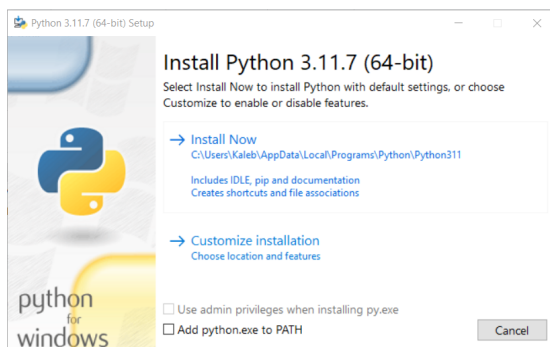 Python 3.11.7 (64-bit) Setup
Install Python 3.11.7 (64-bit)
Select Install Now to install Python with default settings, or choose
Customize to enable or disable features.
Install Now
C:\Users\Kaleb\AppData\Local\Programs\Python\Python311
Includes IDLE, pip and documentation
Creates shortcuts and file associations
Customize installation
Choose location and features
python
for
windows
Use admin privileges when installing py.exe
Add python.exe to PATH
Cancel